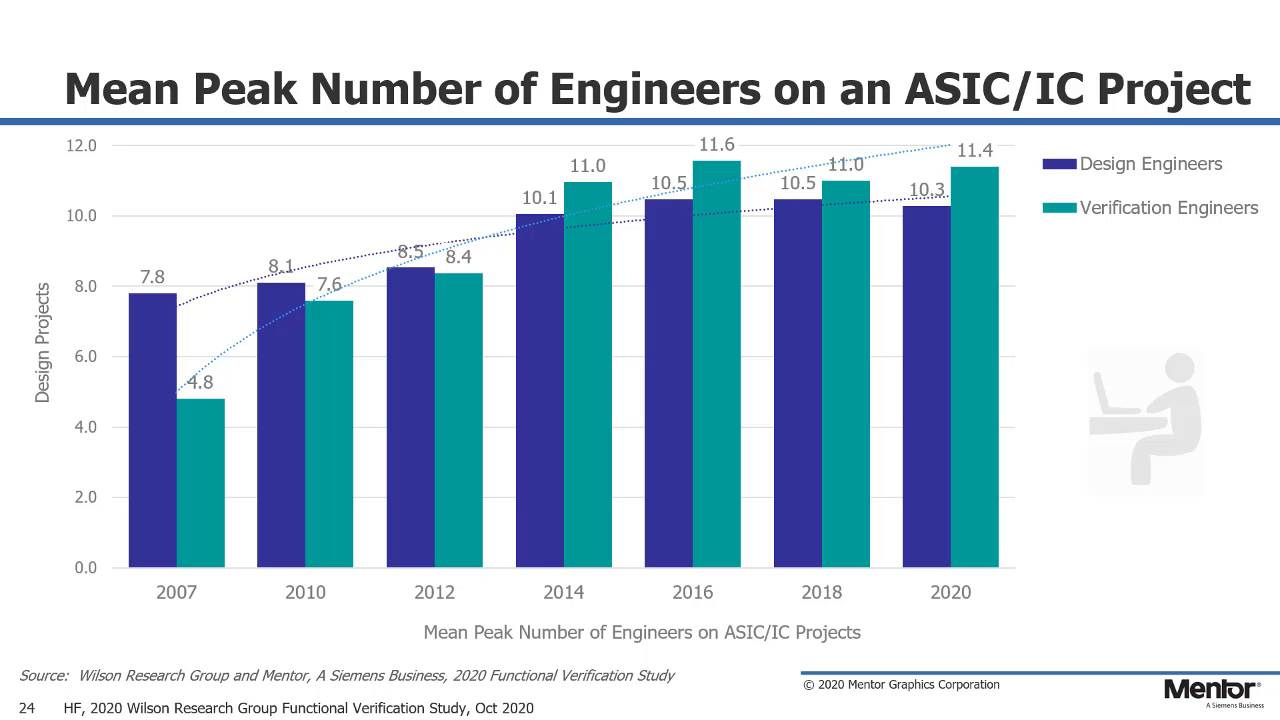 Mean Peak Number of Engineers on an ASIC/IC Project
12.0
10.0
8.0
6.0
4.0
2.0
0.0
Design Projects
7.8
4.8
8.1
7.6
8.5
8.4
10.1
11.0
10.5
11.6
10.5
11.0
10.3
11.4
2007 2010 2012 2014 2016 2018 2020
Mean Peak Number of Engineers on ASIC/IC Projects
Design Engineers
Verification Engineers
Source: Wilson Research Group and Mentor, A Siemens Business, 2020 Functional Verification Study
© 2020 Mentor Graphics Corporation
24 HF, 2020 Wilson Research Group Functional Verification Study, Oct 2020
Mentor®
A Siemens Business